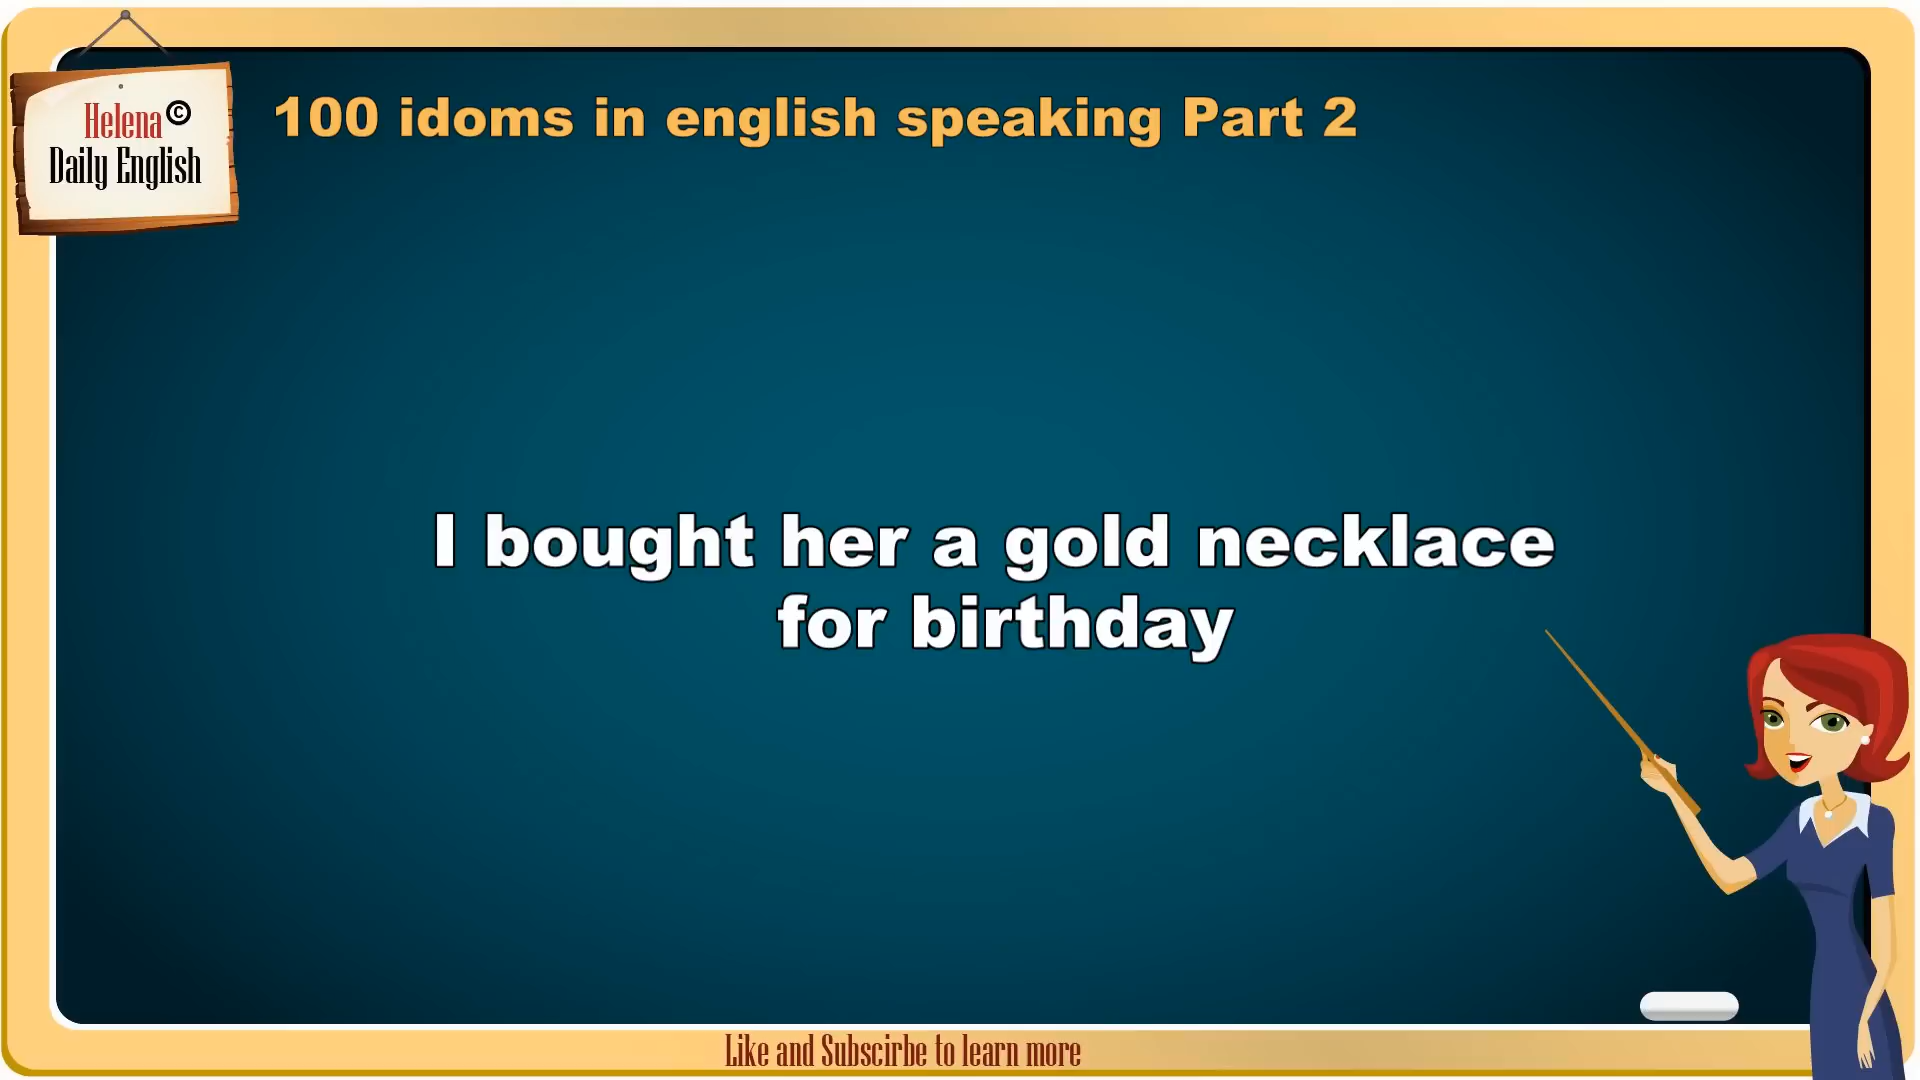 Helena ©
Daily English
100 idoms in english speaking Part 2
I bought her a gold necklace
for birthday
Like and Subscirbe to learn more